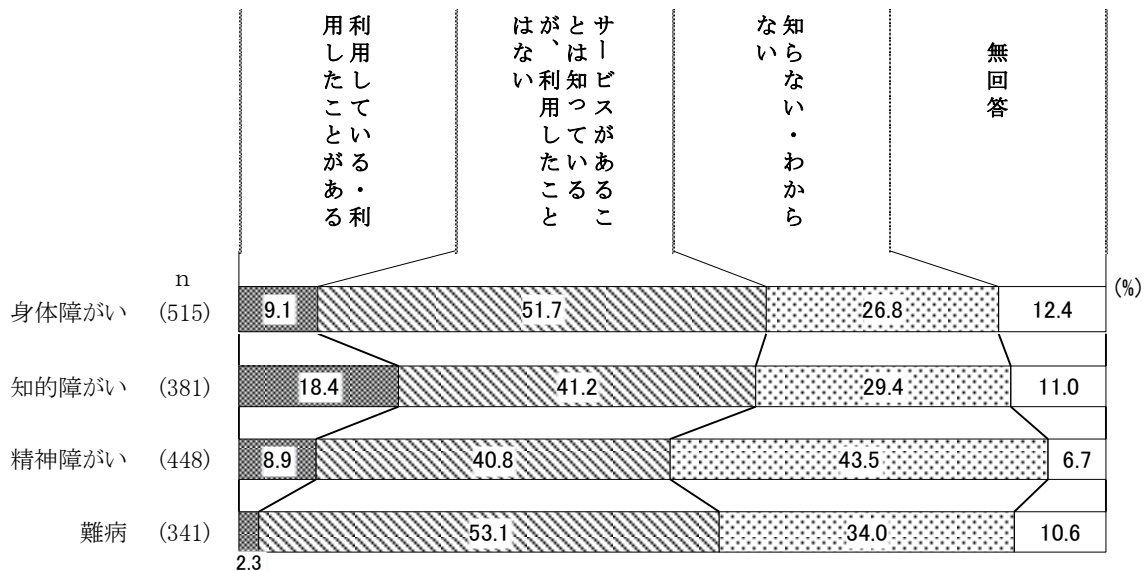 利用している・利
用したことがある
サービスがあるこ
とは知っている
が、利用したこと
はない
知らない・わから
ない
無回答
n
(%)
身体障がい (515) 9.1 51.7 26.8 12.4
知的障がい (381) 18.4 41.2 29.4 11.0
精神障がい (448) 8.9 40.8 43.5 6.7
難病 (341) 2.3 53.1 34.0 10.6